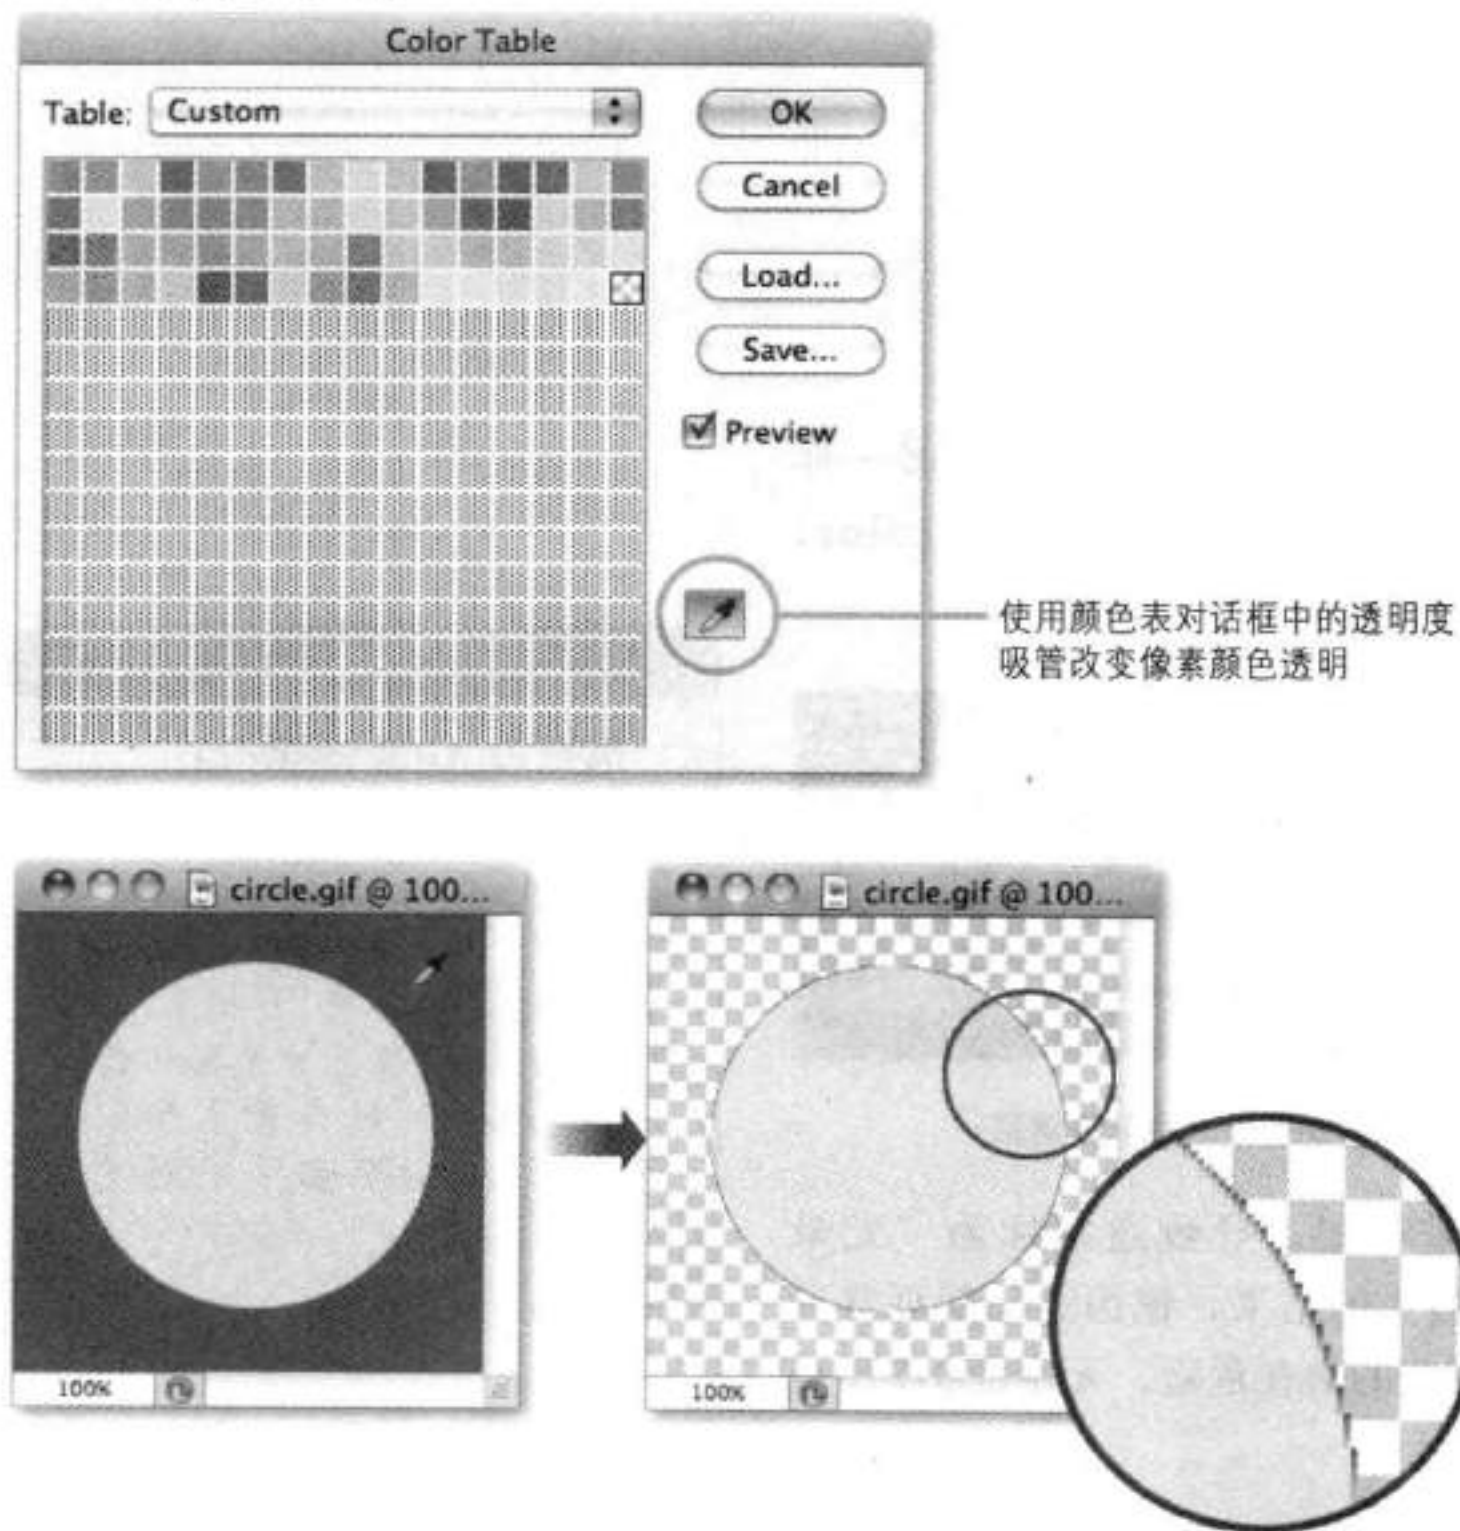 Color Table
Table: Custom
OK
Cancel
Load...
Save...
Preview
使用颜色表对话框中的透明度
吸管改变像素颜色透明
circle.gif @ 100...
circle.gif @ 100...
100%
100%